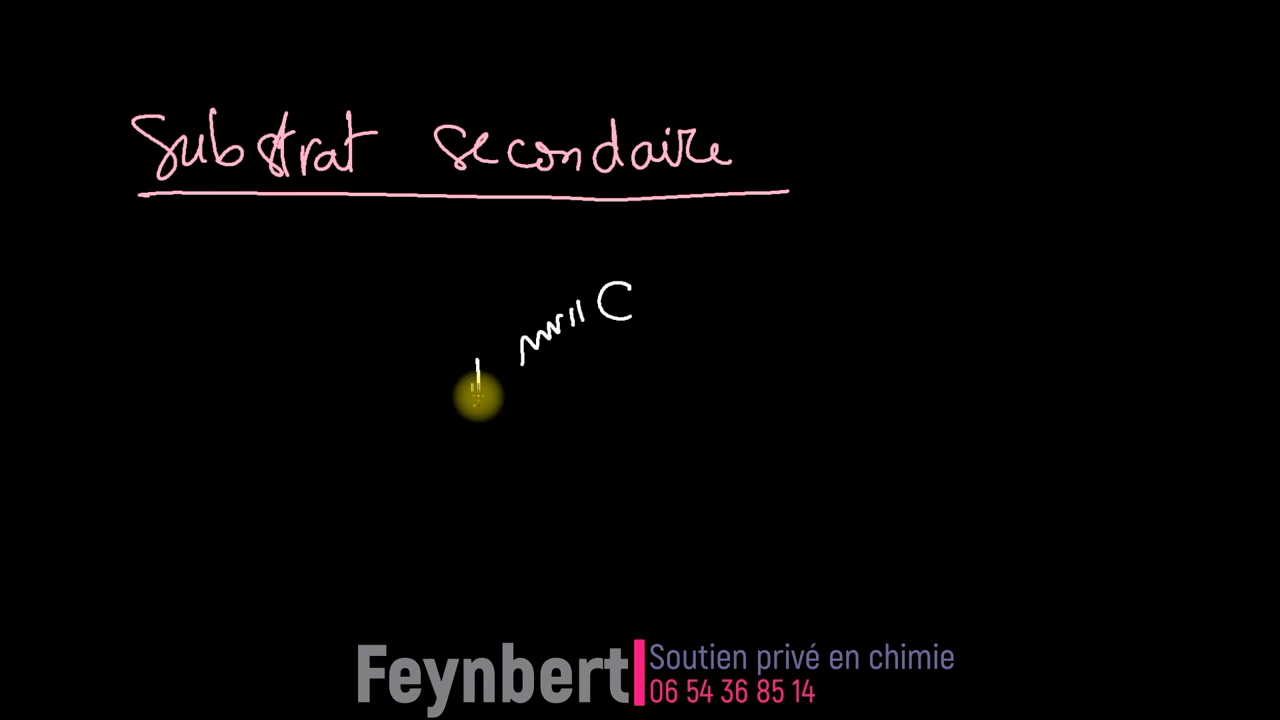 Substrat secondaire
C
Feynbert
Soutien privé en chimie
06 54 36 85 14